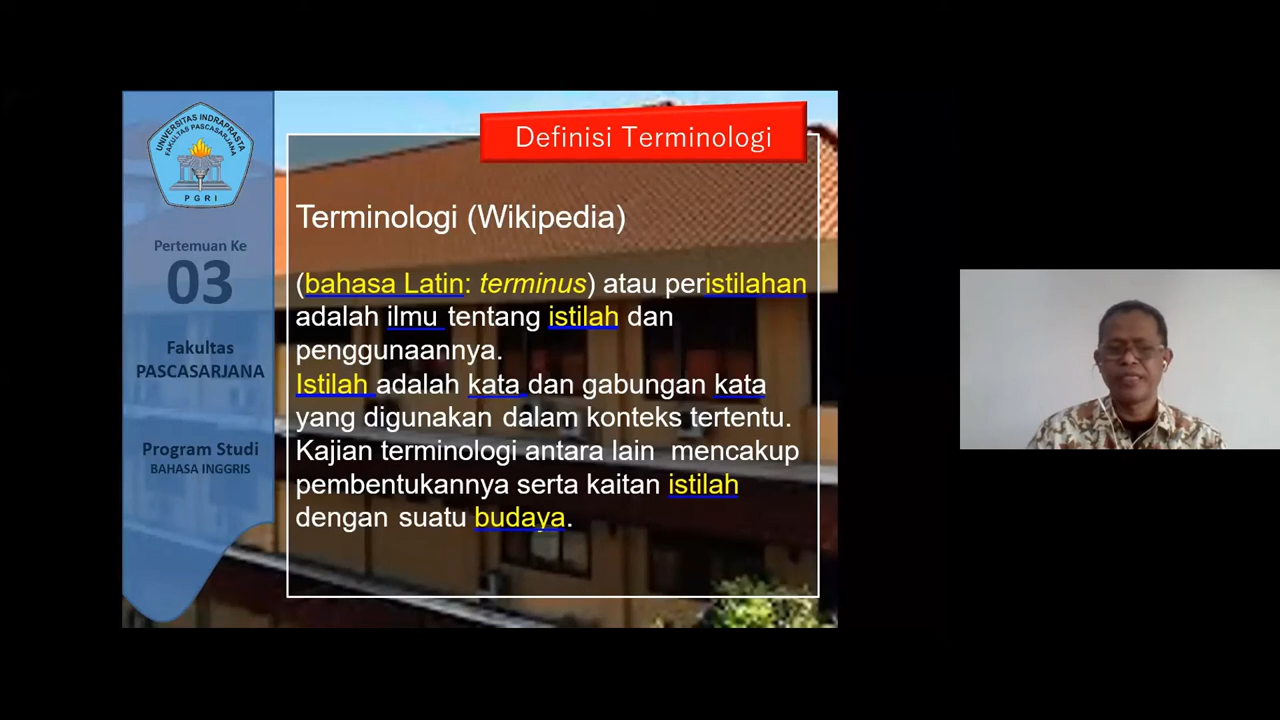 UNIVERSITAS INDRAPRASTA
FAKULTAS PASCASARJANA
PGRI
Pertemuan Ke
03
Fakultas
PASCASARJANA
Program Studi
BAHASA INGGRIS
Definisi Terminologi
Terminologi (Wikipedia)
(bahasa Latin: terminus) atau peristilahan
adalah ilmu tentang istilah dan
penggunaannya.
Istilah adalah kata dan gabungan kata
yang digunakan dalam konteks tertentu.
Kajian terminologi antara lain mencakup
pembentukannya serta kaitan istilah
dengan suatu budaya.